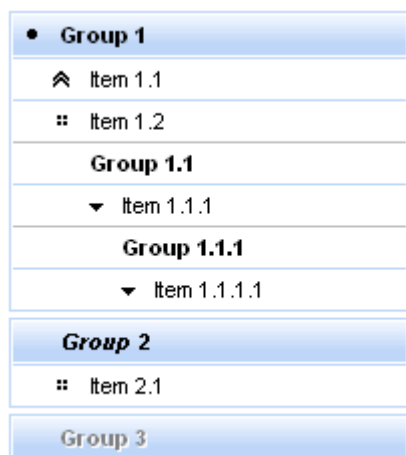 Group 1
Item 1.1
Item 1.2
Group 1.1
Item 1.1.1
Group 1.1.1
Item 1.1.1.1
Group 2
Item 2.1
Group 3